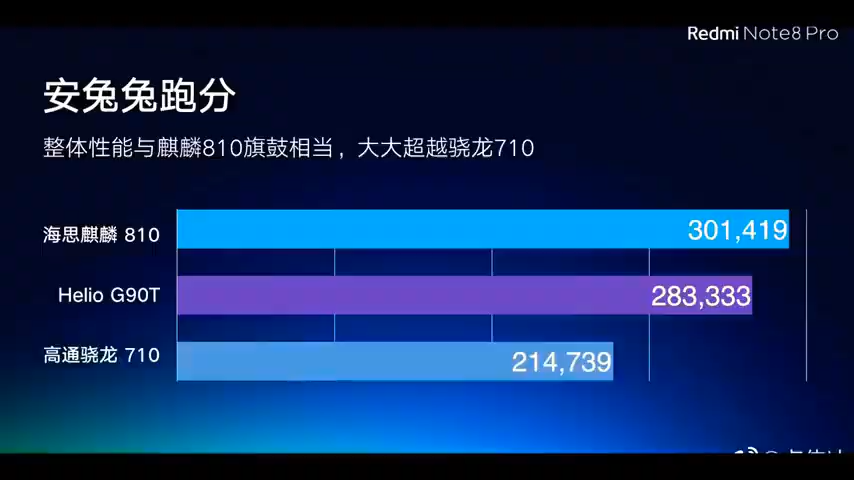 Redmi Note8 Pro
安兔兔跑分
整体性能与麒麟810旗鼓相当，大大超越骁龙710
海思麒麟 810
301,419
Helio G90T
283,333
高通骁龙 710
214,739